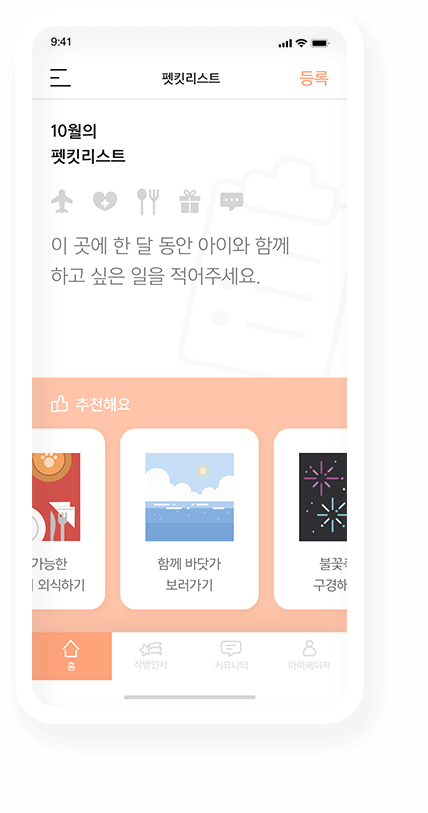 9:41
펫킷리스트
등록
10월의
펫킷리스트
이 곳에 한 달 동안 아이와 함께
하고 싶은 일을 적어주세요.
추천해요
가능한
외식하기
함께 바닷가
보러가기
불꽃
구경해
홈
작별인사
커뮤니티
마이페이지